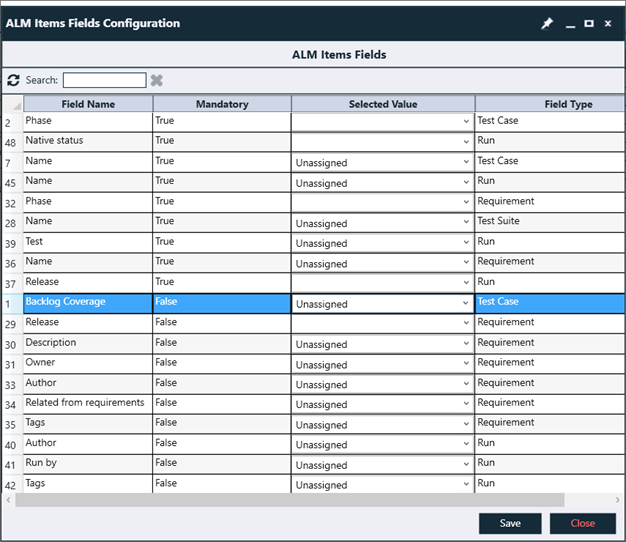 ALM Items Fields Configuration
ALM Items Fields
Search:
Field Name Mandatory Selected Value Field Type
2 Phase True Test Case
48 Native status True Run
7 Name True Unassigned Test Case
45 Name True Unassigned Run
32 Phase True Requirement
28 Name True Unassigned Test Suite
39 Test True Unassigned Run
36 Name True Unassigned Requirement
37 Release True Run
1 Backlog Coverage False Unassigned Test Case
29 Release False Requirement
30 Description False Unassigned Requirement
31 Owner False Unassigned Requirement
33 Author False Unassigned Requirement
34 Related from requirements False Unassigned Requirement
35 Tags False Unassigned Requirement
40 Author False Unassigned Run
41 Run by False Unassigned Run
42 Tags False Unassigned Run
Save Close